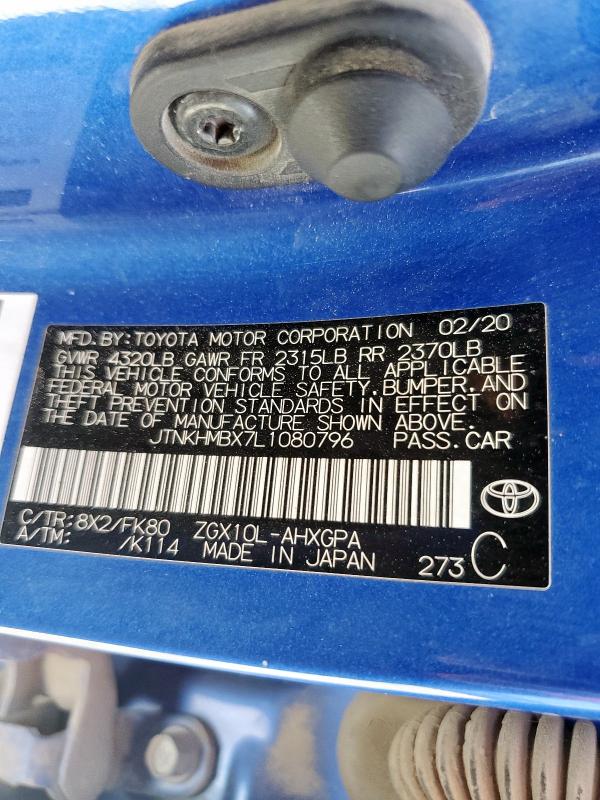 MFD. BY: TOYOTA MOTOR CORPORATION 02/20
GVWR 4320LB GAWR FR 2315LB RR 2370LB
THIS VEHICLE CONFORMS TO ALL APPLICABLE
FEDERAL MOTOR VEHICLE SAFETY, BUMPER, AND
THEFT PREVENTION STANDARDS IN EFFECT ON
THE DATE OF MANUFACTURE SHOWN ABOVE.
JTNKHMBX7L1080796 PASS. CAR
C/TR: 8X2/FK80 ZGX10L-AHXGPA
A/TM: /K114 MADE IN JAPAN 273 C